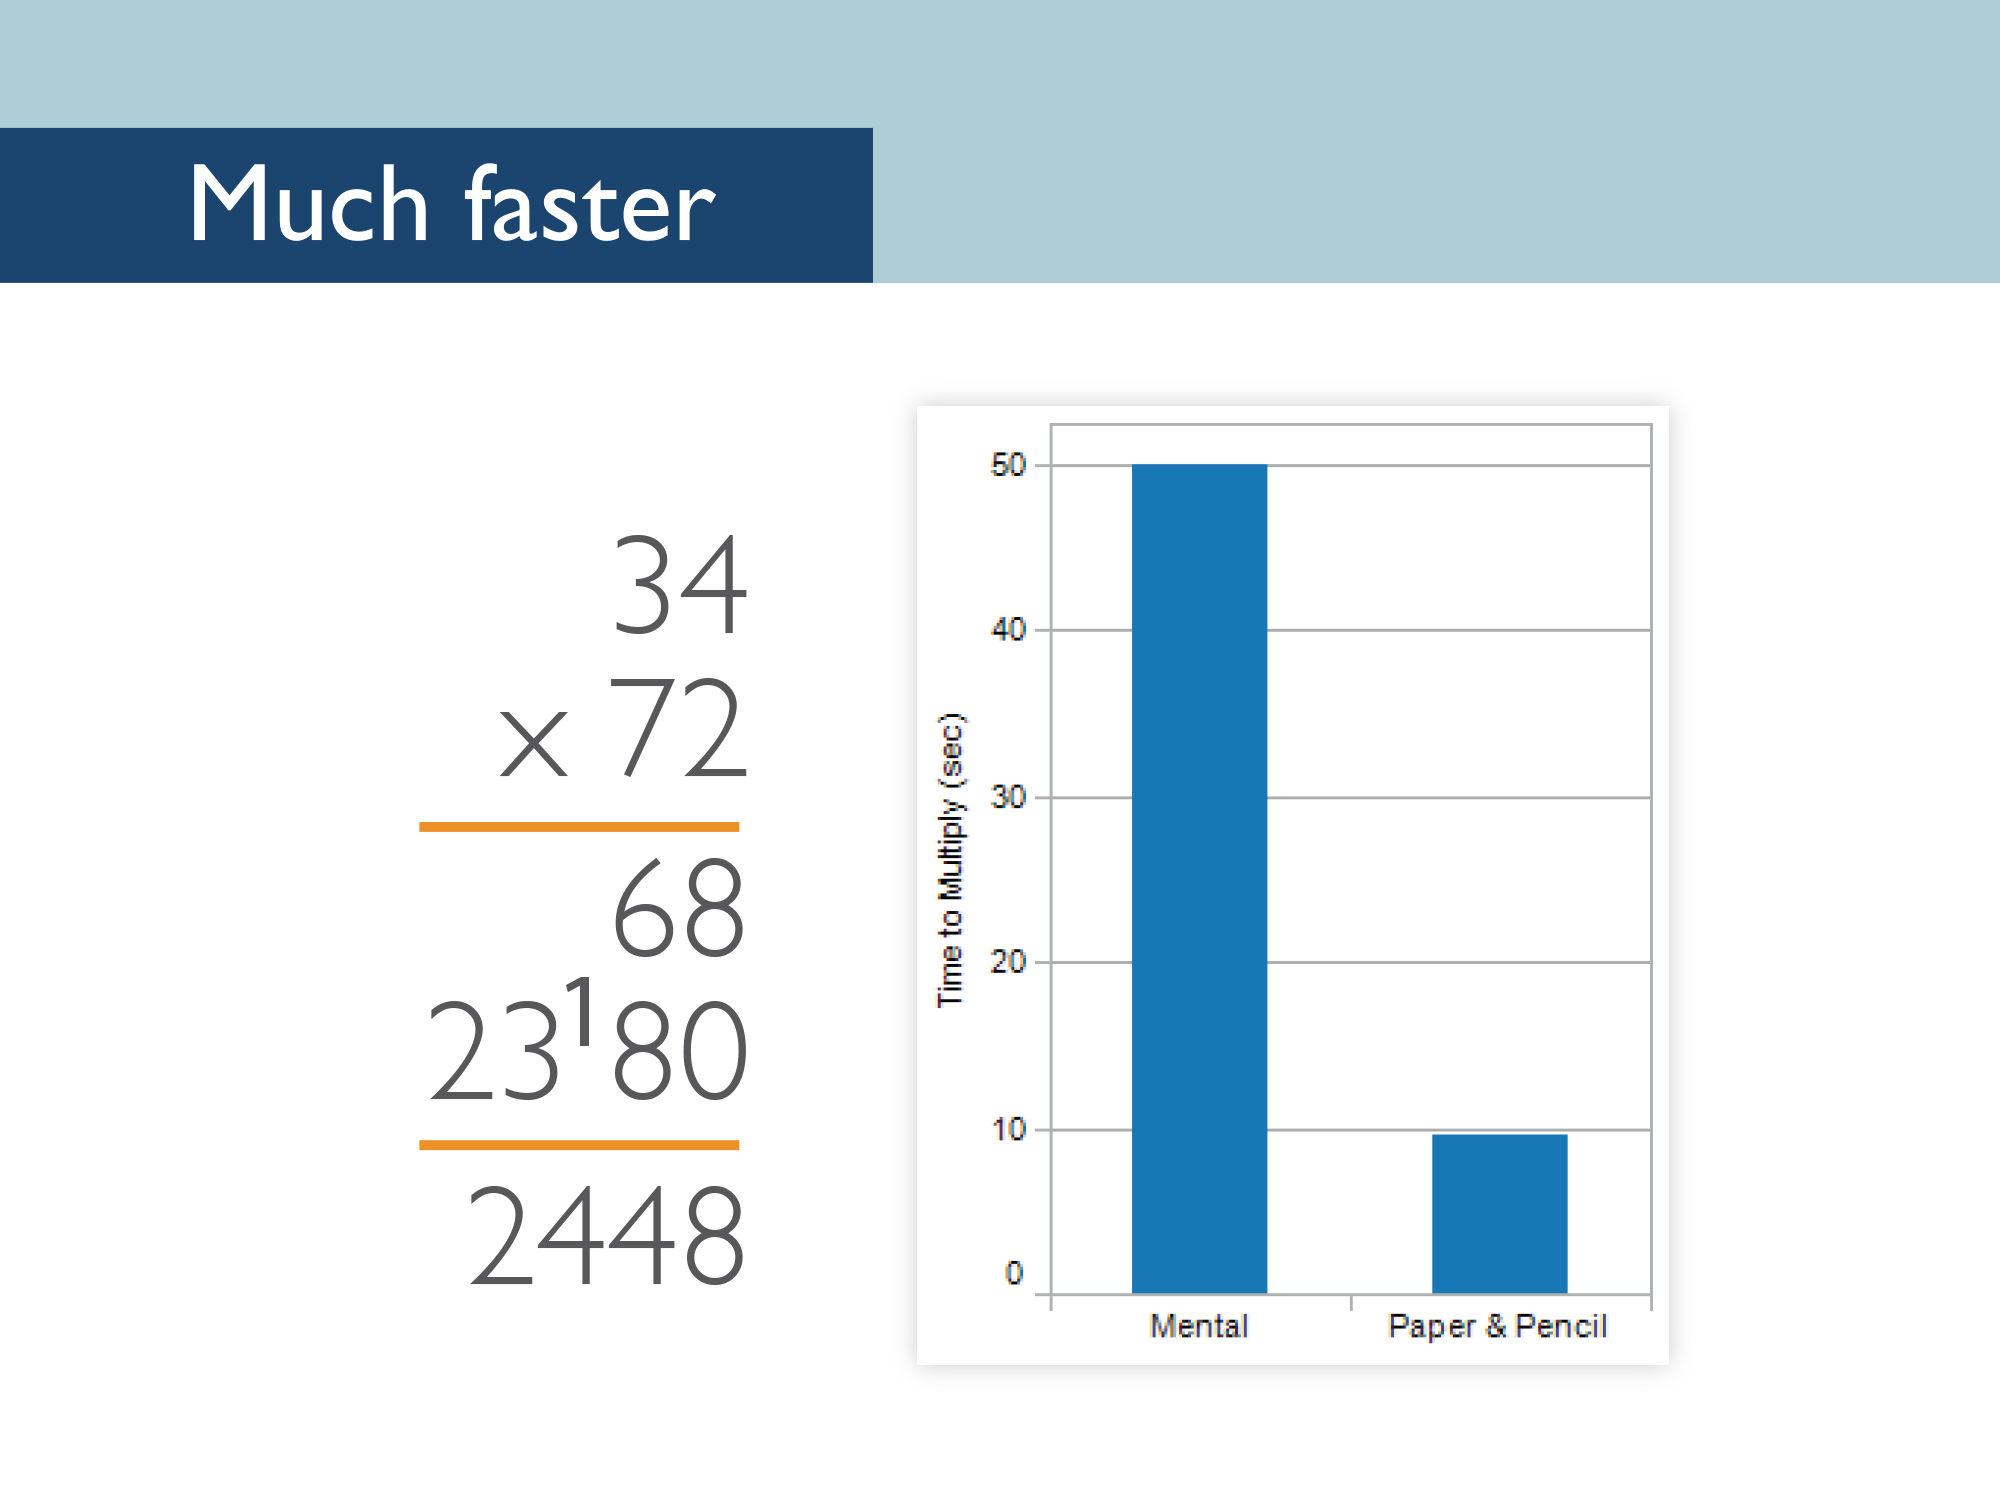 Much faster
34
x 72
68
23¹80
2448
Time to Multiply (sec)
50
40
30
20
10
0
Mental
Paper & Pencil